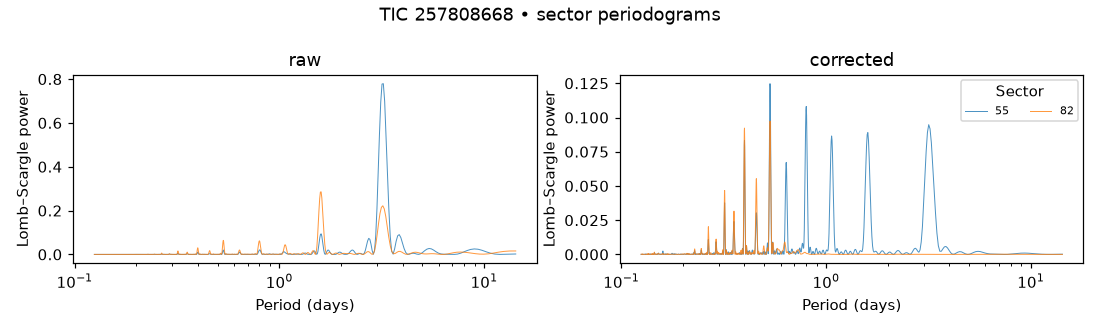 TIC 257808668 • sector periodograms
raw
corrected
Lomb–Scargle power
0.8
0.6
0.4
0.2
0.0
10⁻¹
10⁰
10¹
Period (days)
Lomb–Scargle power
0.125
0.100
0.075
0.050
0.025
0.000
10⁻¹
10⁰
10¹
Period (days)
Sector
55 82